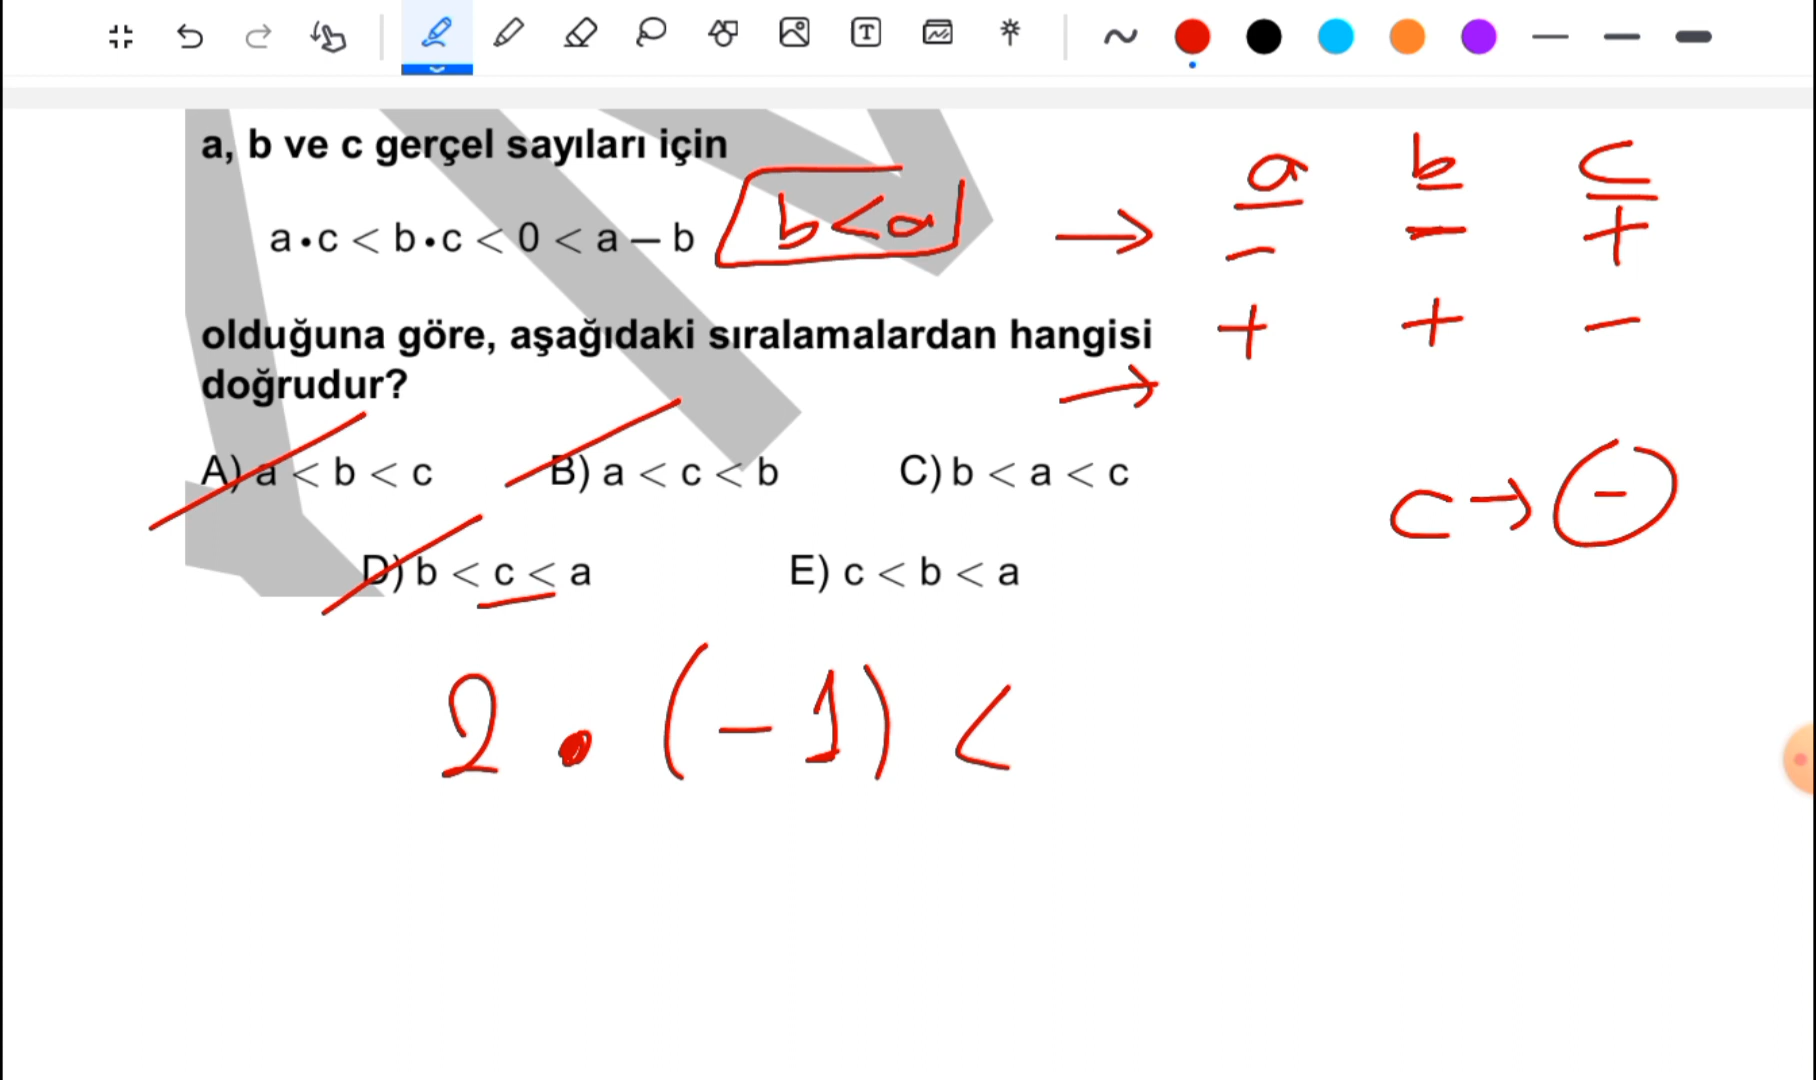 a, b ve c gerçel sayıları için
a•c < b•c < 0 < a – b
b<a
olduğuna göre, aşağıdaki sıralamalardan hangisi
doğrudur?
A) a < b < c
B) a < c < b
C) b < a < c
D) b < c < a
E) c < b < a
a b c
→ − − +
+ + −
→
c → −
2 • (−1) <